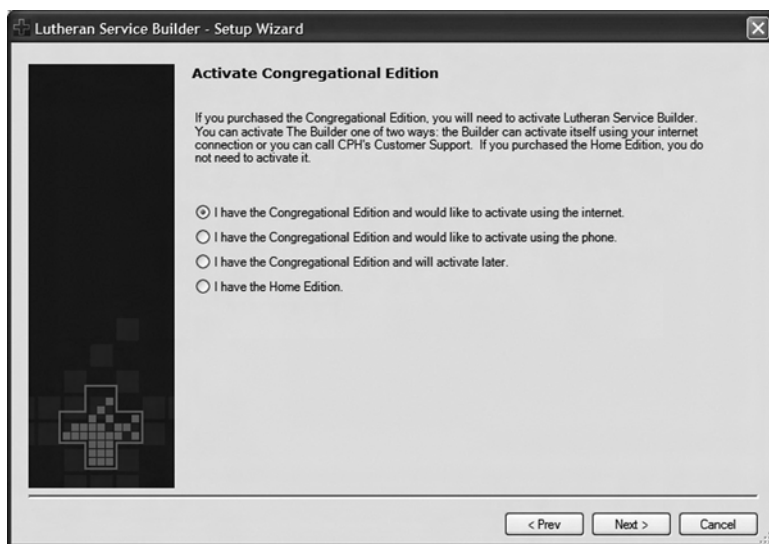 Lutheran Service Builder - Setup Wizard
Activate Congregational Edition
If you purchased the Congregational Edition, you will need to activate Lutheran Service Builder.
You can activate The Builder one of two ways: the Builder can activate itself using your internet
connection or you can call CPH's Customer Support.  If you purchased the Home Edition, you do
not need to activate it.
I have the Congregational Edition and would like to activate using the internet.
I have the Congregational Edition and would like to activate using the phone.
I have the Congregational Edition and will activate later.
I have the Home Edition.
< Prev Next > Cancel